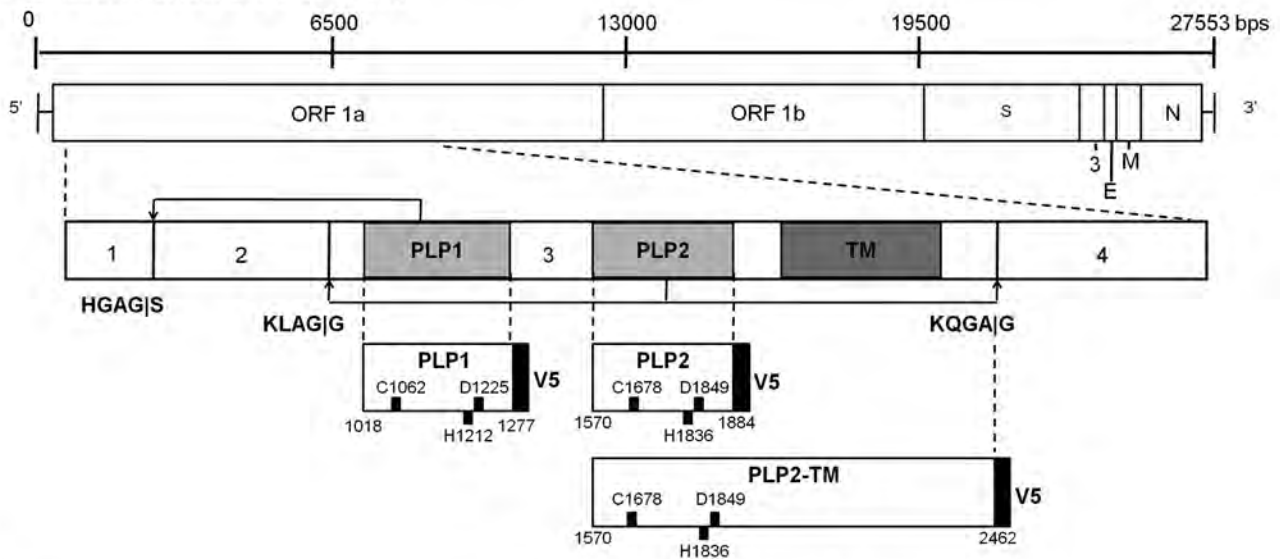 0 6500 13000 19500 27553 bps
5' ORF 1a ORF 1b S N 3'
3 M
E
1 2 PLP1 3 PLP2 TM 4
HGAG|S
KLAG|G KQGA|G
PLP1 PLP2
V5 V5
C1062 D1225 C1678 D1849
1018 1277 1570 1884
H1212 H1836
PLP2-TM
V5
C1678 D1849
1570 2462
H1836